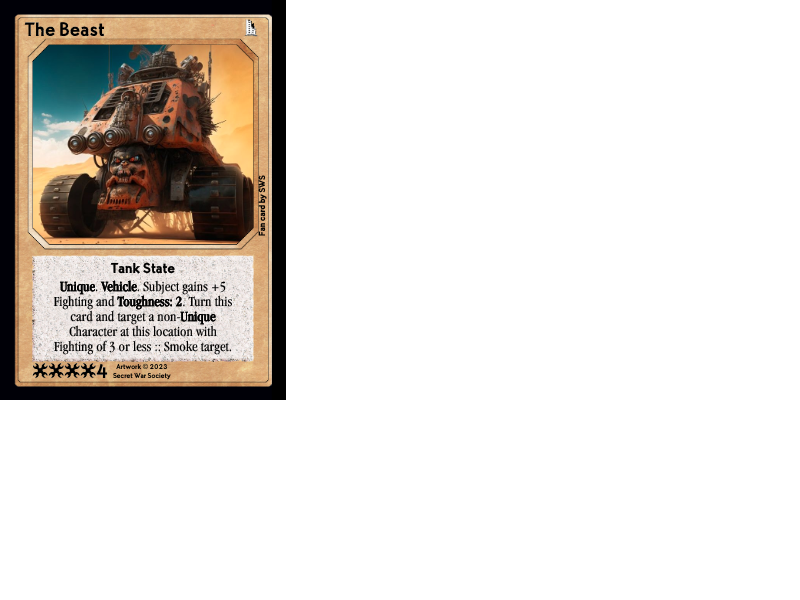 The Beast
Fan card by SWS
Tank State
Unique. Vehicle. Subject gains +5
Fighting and Toughness: 2. Turn this
card and target a non-Unique
Character at this location with
Fighting of 3 or less :: Smoke target.
4
Artwork © 2023
Secret War Society